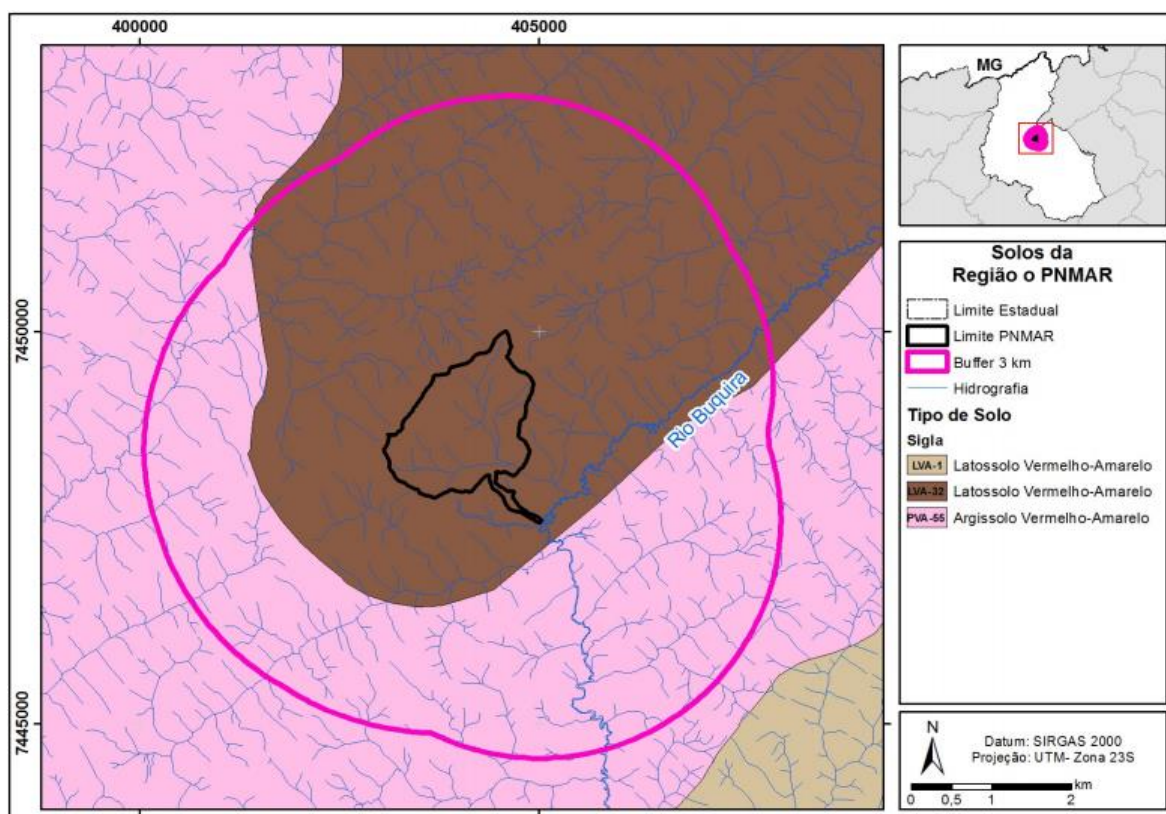 400000
405000
7450000
7445000
Rio Buquira
MG
Solos da
Região o PNMAR
Limite Estadual
Limite PNMAR
Buffer 3 km
Hidrografia
Tipo de Solo
Sigla
LVA-1 Latossolo Vermelho-Amarelo
LVA-32 Latossolo Vermelho-Amarelo
PVA-55 Argissolo Vermelho-Amarelo
N
Datum: SIRGAS 2000
Projeção: UTM- Zona 23S
km
0 0,5 1 2